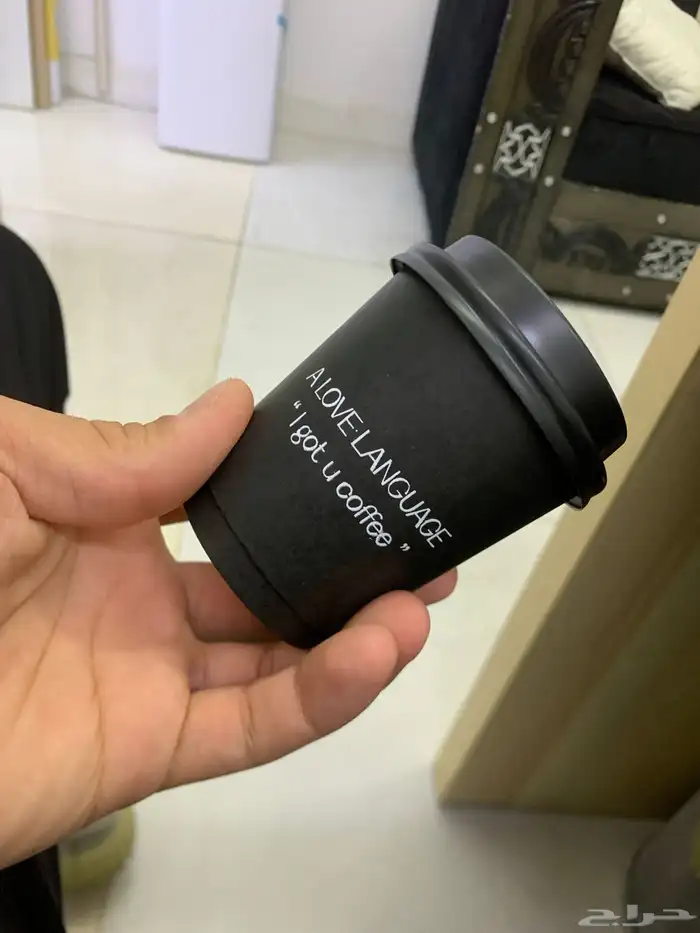 A LOVE·LANGUAGE
“ I got u coffee ”
حراج